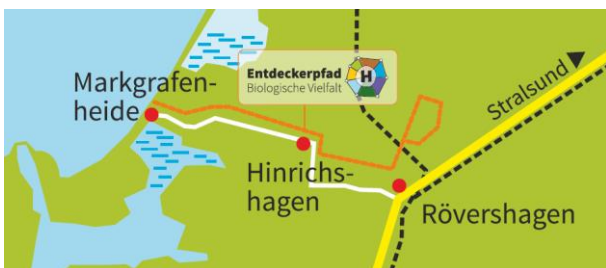 Entdeckerpfad
Biologische Vielfalt
H
Markgrafen-
heide
Stralsund
Hinrichs-
hagen
Rövershagen